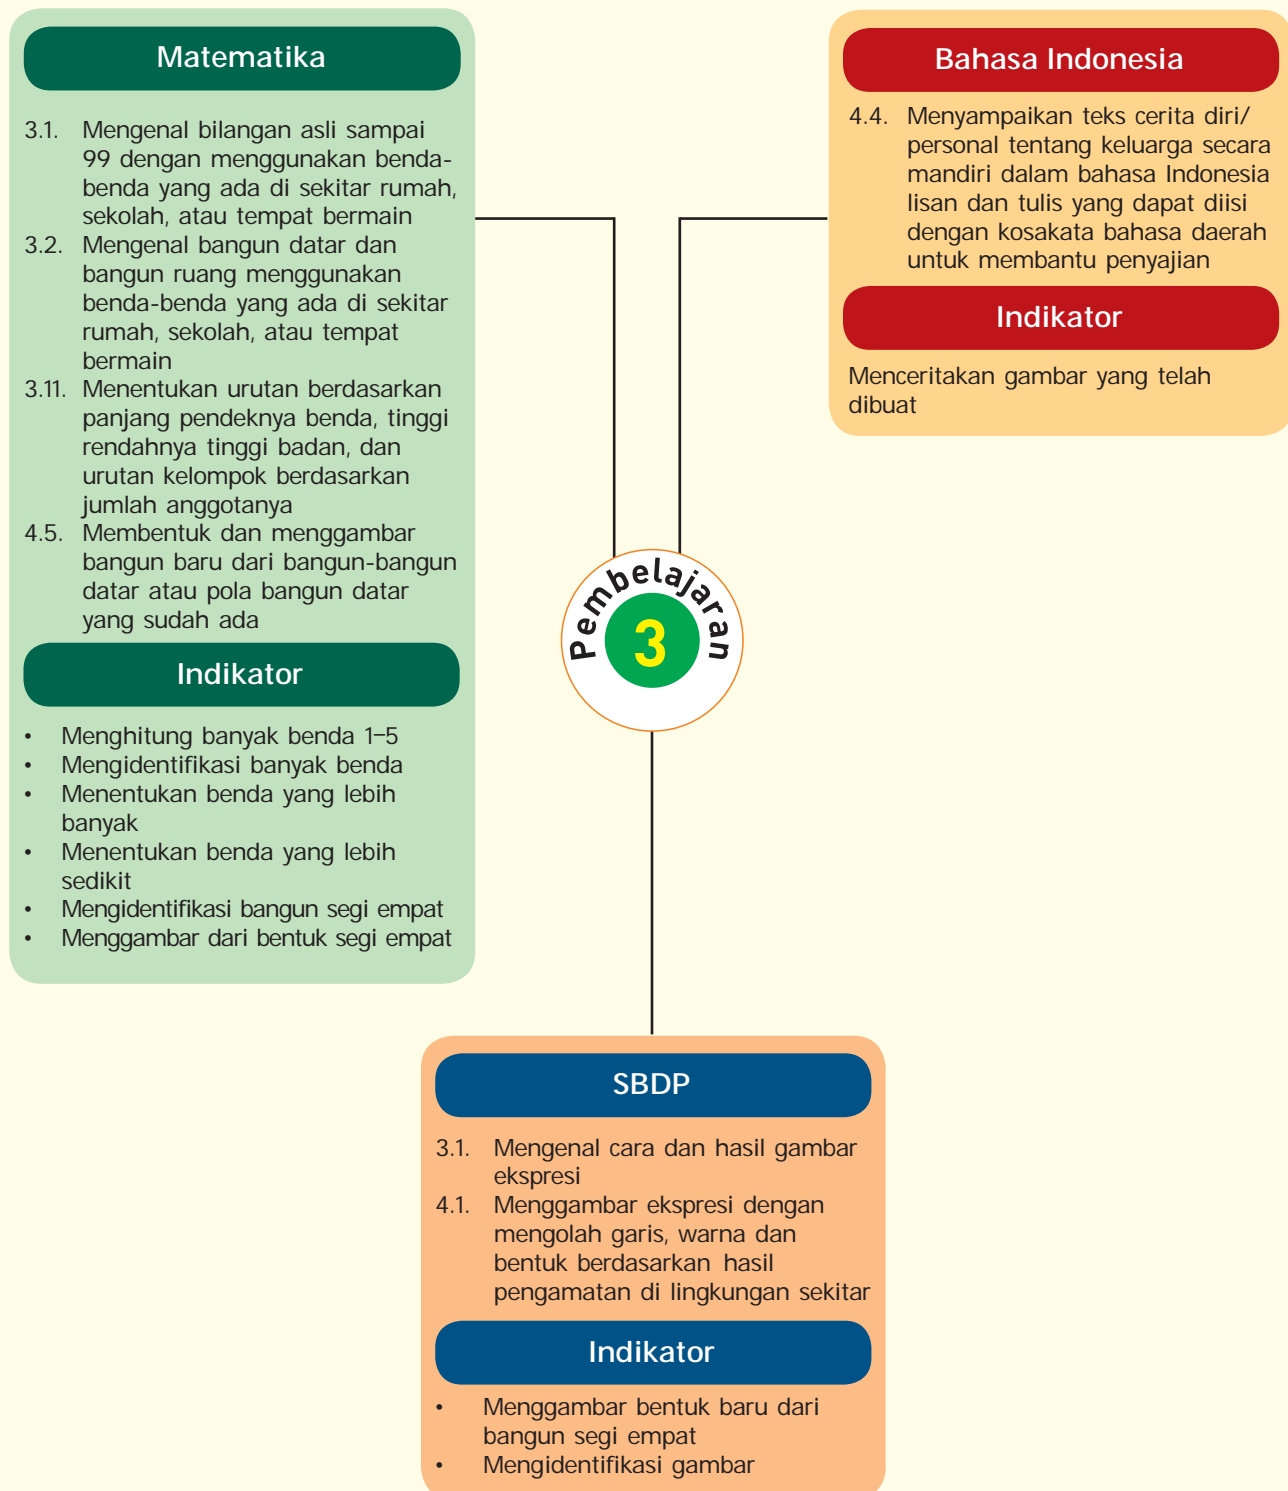 Matematika
3.1. Mengenal bilangan asli sampai
99 dengan menggunakan benda-
benda yang ada di sekitar rumah,
sekolah, atau tempat bermain
3.2. Mengenal bangun datar dan
bangun ruang menggunakan
benda-benda yang ada di sekitar
rumah, sekolah, atau tempat
bermain
3.11. Menentukan urutan berdasarkan
panjang pendeknya benda, tinggi
rendahnya tinggi badan, dan
urutan kelompok berdasarkan
jumlah anggotanya
4.5. Membentuk dan menggambar
bangun baru dari bangun-bangun
datar atau pola bangun datar
yang sudah ada
Indikator
• Menghitung banyak benda 1–5
• Mengidentifikasi banyak benda
• Menentukan benda yang lebih
banyak
• Menentukan benda yang lebih
sedikit
• Mengidentifikasi bangun segi empat
• Menggambar dari bentuk segi empat
Bahasa Indonesia
4.4. Menyampaikan teks cerita diri/
personal tentang keluarga secara
mandiri dalam bahasa Indonesia
lisan dan tulis yang dapat diisi
dengan kosakata bahasa daerah
untuk membantu penyajian
Indikator
Menceritakan gambar yang telah
dibuat
Pembelajaran
3
SBDP
3.1. Mengenal cara dan hasil gambar
ekspresi
4.1. Menggambar ekspresi dengan
mengolah garis, warna dan
bentuk berdasarkan hasil
pengamatan di lingkungan sekitar
Indikator
• Menggambar bentuk baru dari
bangun segi empat
• Mengidentifikasi gambar